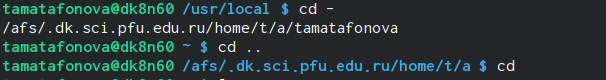 tamatafonova@dk8n60 /usr/local $ cd -
/afs/.dk.sci.pfu.edu.ru/home/t/a/tamatafonova
tamatafonova@dk8n60 ~ $ cd ..
tamatafonova@dk8n60 /afs/.dk.sci.pfu.edu.ru/home/t/a $ cd